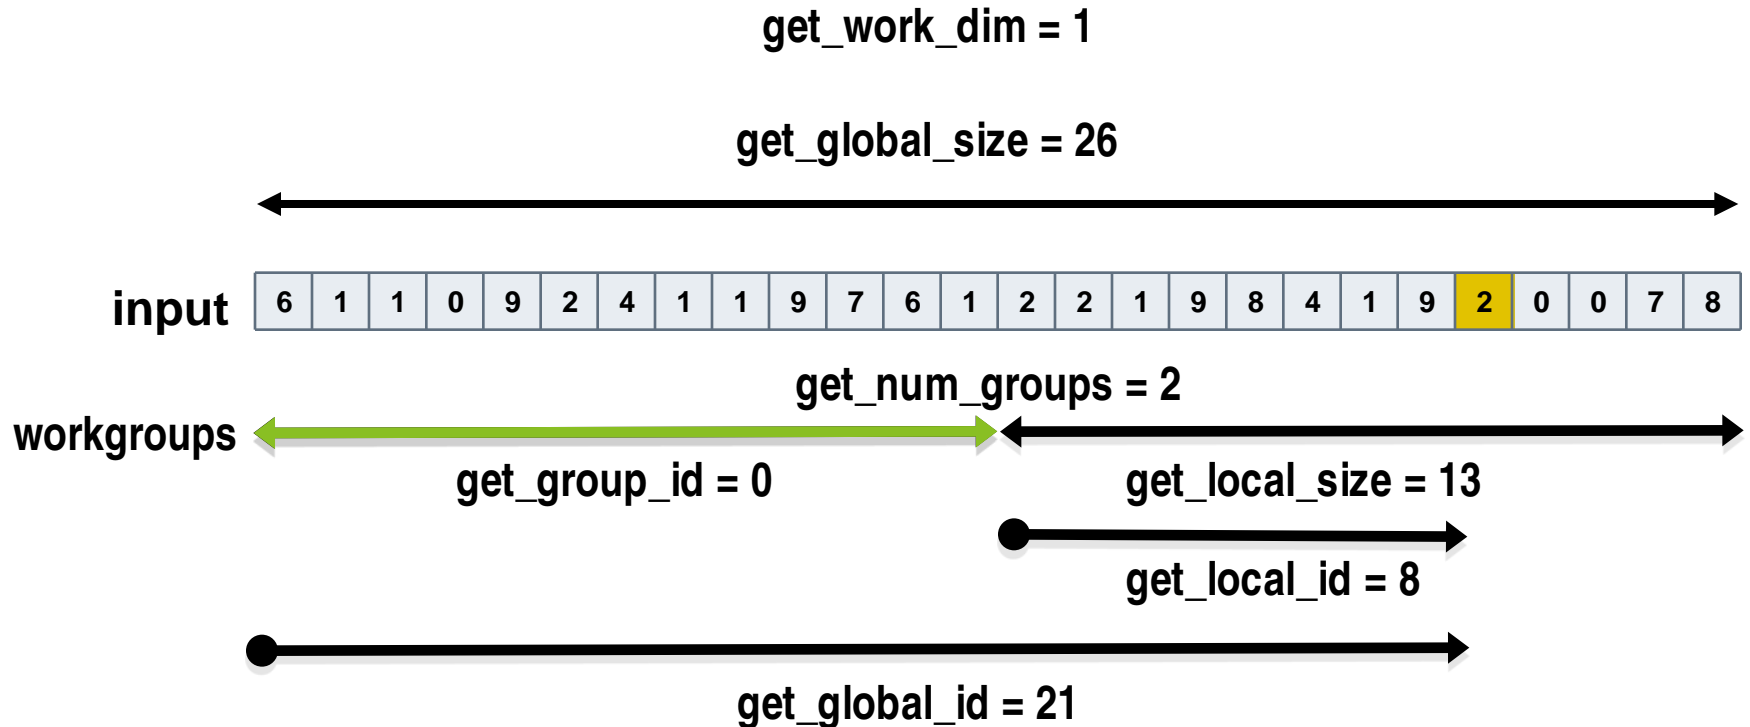 get_work_dim = 1
get_global_size = 26
input 6 1 1 0 9 2 4 1 1 9 7 6 1 2 2 1 9 8 4 1 9 2 0 0 7 8
get_num_groups = 2
workgroups
get_group_id = 0 get_local_size = 13
get_local_id = 8
get_global_id = 21